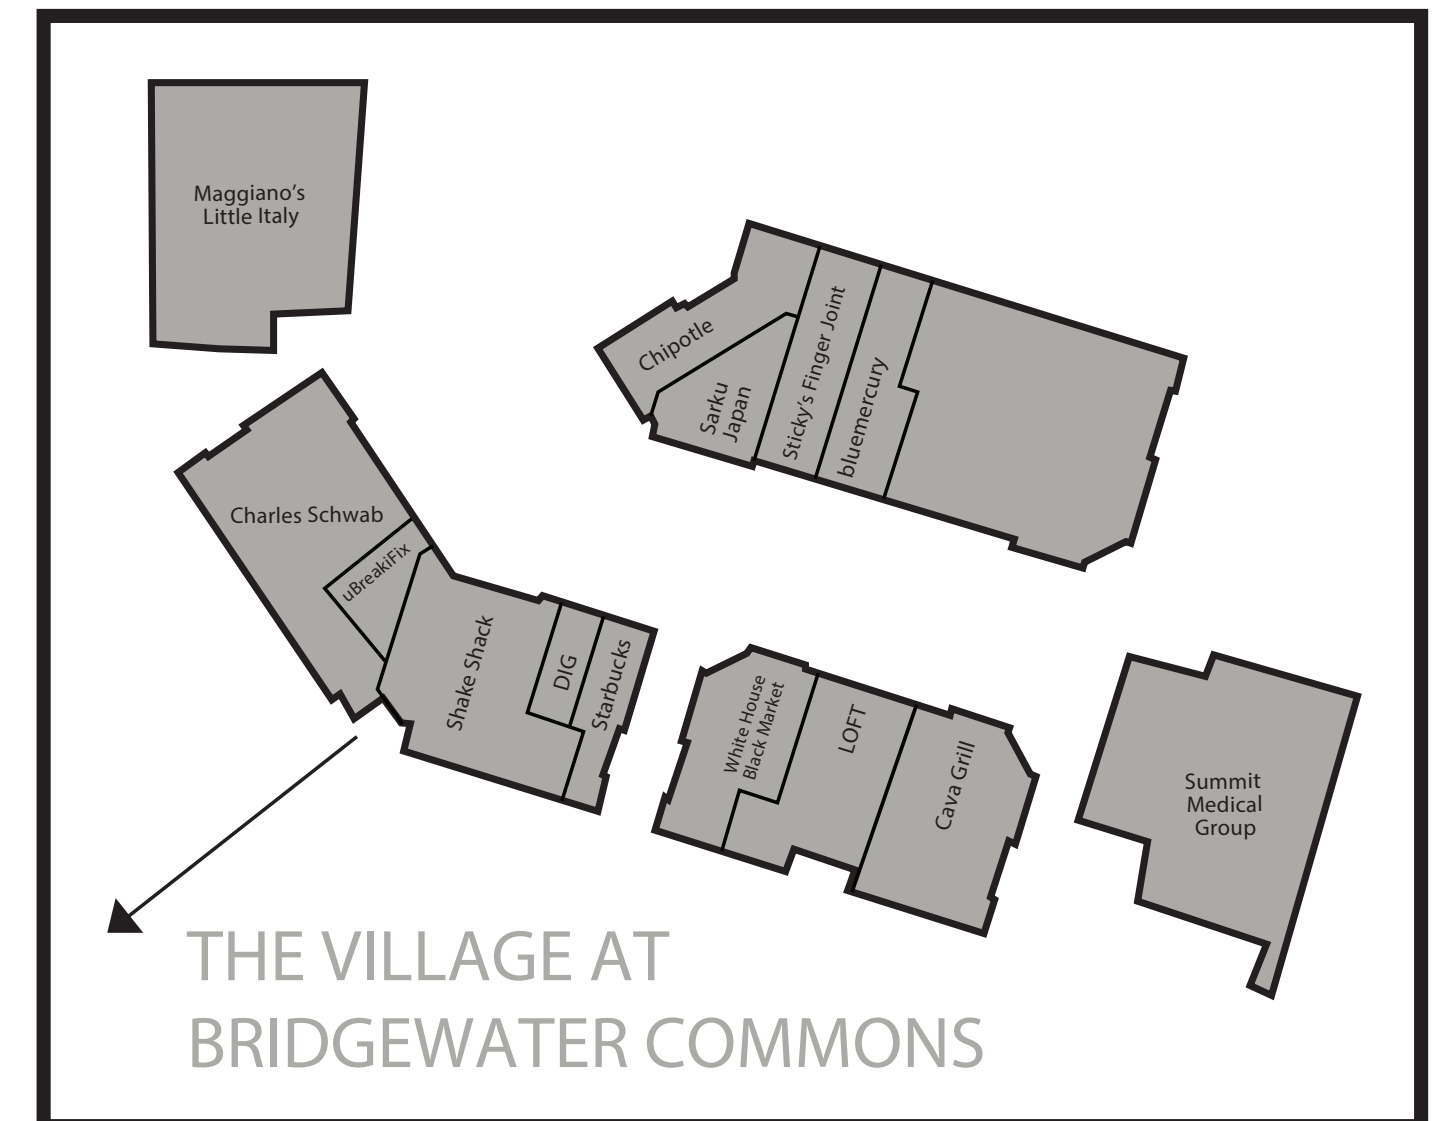 Maggiano's
Little Italy
Chipotle
Sarku
Japan
Sticky's Finger Joint
bluemercury
Charles Schwab
uBreakiFix
Shake Shack
DIG
Starbucks
White House
Black Market
LOFT
Cava Grill
Summit
Medical
Group
THE VILLAGE AT
BRIDGEWATER COMMONS